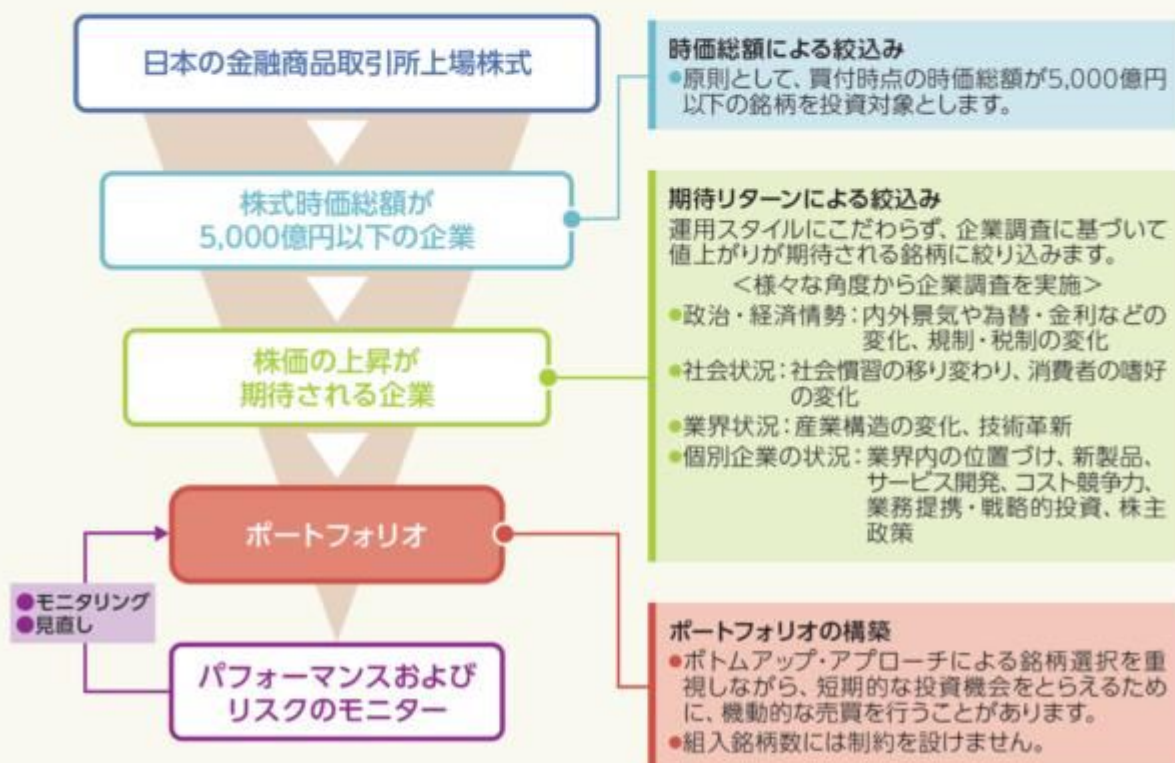 日本の金融商品取引所上場株式
株式時価総額が
5,000億円以下の企業
株価の上昇が
期待される企業
ポートフォリオ
●モニタリング
●見直し
パフォーマンスおよび
リスクのモニター
時価総額による絞込み
●原則として、買付時点の時価総額が5,000億円
以下の銘柄を投資対象とします。
期待リターンによる絞込み
運用スタイルにこだわらず、企業調査に基づいて
値上がりが期待される銘柄に絞り込みます。
＜様々な角度から企業調査を実施＞
●政治・経済情勢：内外景気や為替・金利などの
変化、規制・税制の変化
●社会状況：社会慣習の移り変わり、消費者の嗜好
の変化
●業界状況：産業構造の変化、技術革新
●個別企業の状況：業界内の位置づけ、新製品、
サービス開発、コスト競争力、
業務提携・戦略的投資、株主
政策
ポートフォリオの構築
●ボトムアップ・アプローチによる銘柄選択を重
視しながら、短期的な投資機会をとらえるため
に、機動的な売買を行うことがあります。
●組入銘柄数には制約を設けません。